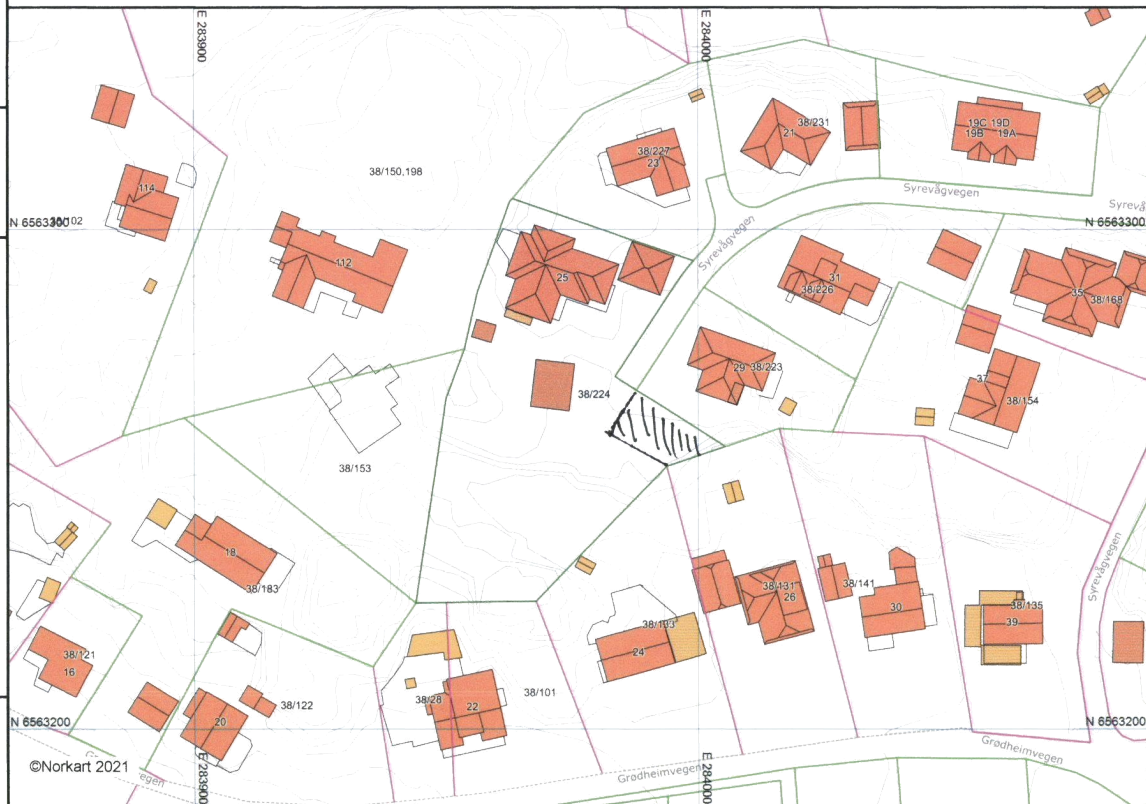 E 283900
E 284000
38/231
21
19C 19D
19B 19A
38/227
23
38/150,198
114
Syrevågvegen
Syrevå
N 6563300
N 6563300
Syrevågvegen
112
25
31
38/226
35
38/168
29 38/223
37
38/154
38/224
38/153
18
38/183
Syrevågvegen
38/131
26
38/141
30
38/135
39
38/121
16
24
38/101
38/28
22
38/122
20
N 6563200
N 6563200
Grødheimvegen
Grødheimvegen
egen
©Norkart 2021
E 283900
E 284000